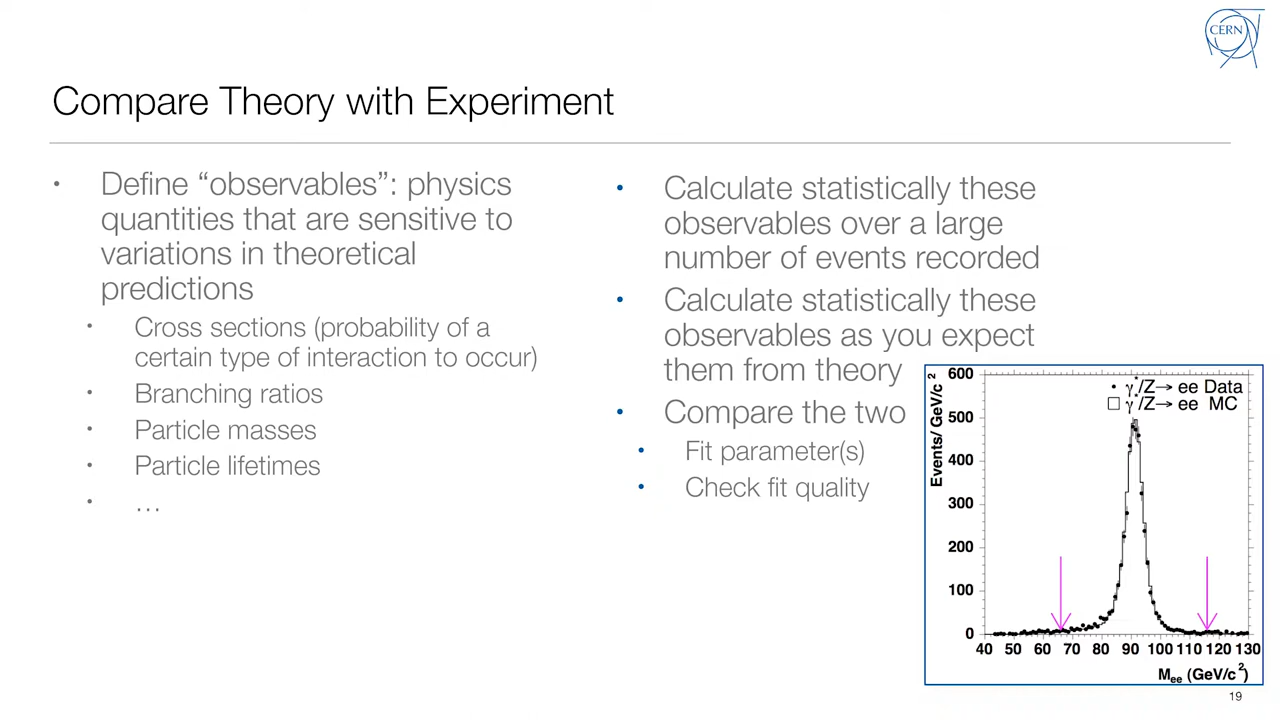 CERN
Compare Theory with Experiment
• Define “observables”: physics
quantities that are sensitive to
variations in theoretical
predictions
• Cross sections (probability of a
certain type of interaction to occur)
• Branching ratios
• Particle masses
• Particle lifetimes
• …
• Calculate statistically these
observables over a large
number of events recorded
• Calculate statistically these
observables as you expect
them from theory
• Compare the two
• Fit parameter(s)
• Check fit quality
Events/ GeV/c²
600
500
400
300
200
100
0
• γ*/Z→ ee Data
□ γ*/Z→ ee MC
40 50 60 70 80 90 100 110 120 130
Mee (GeV/c²)
19